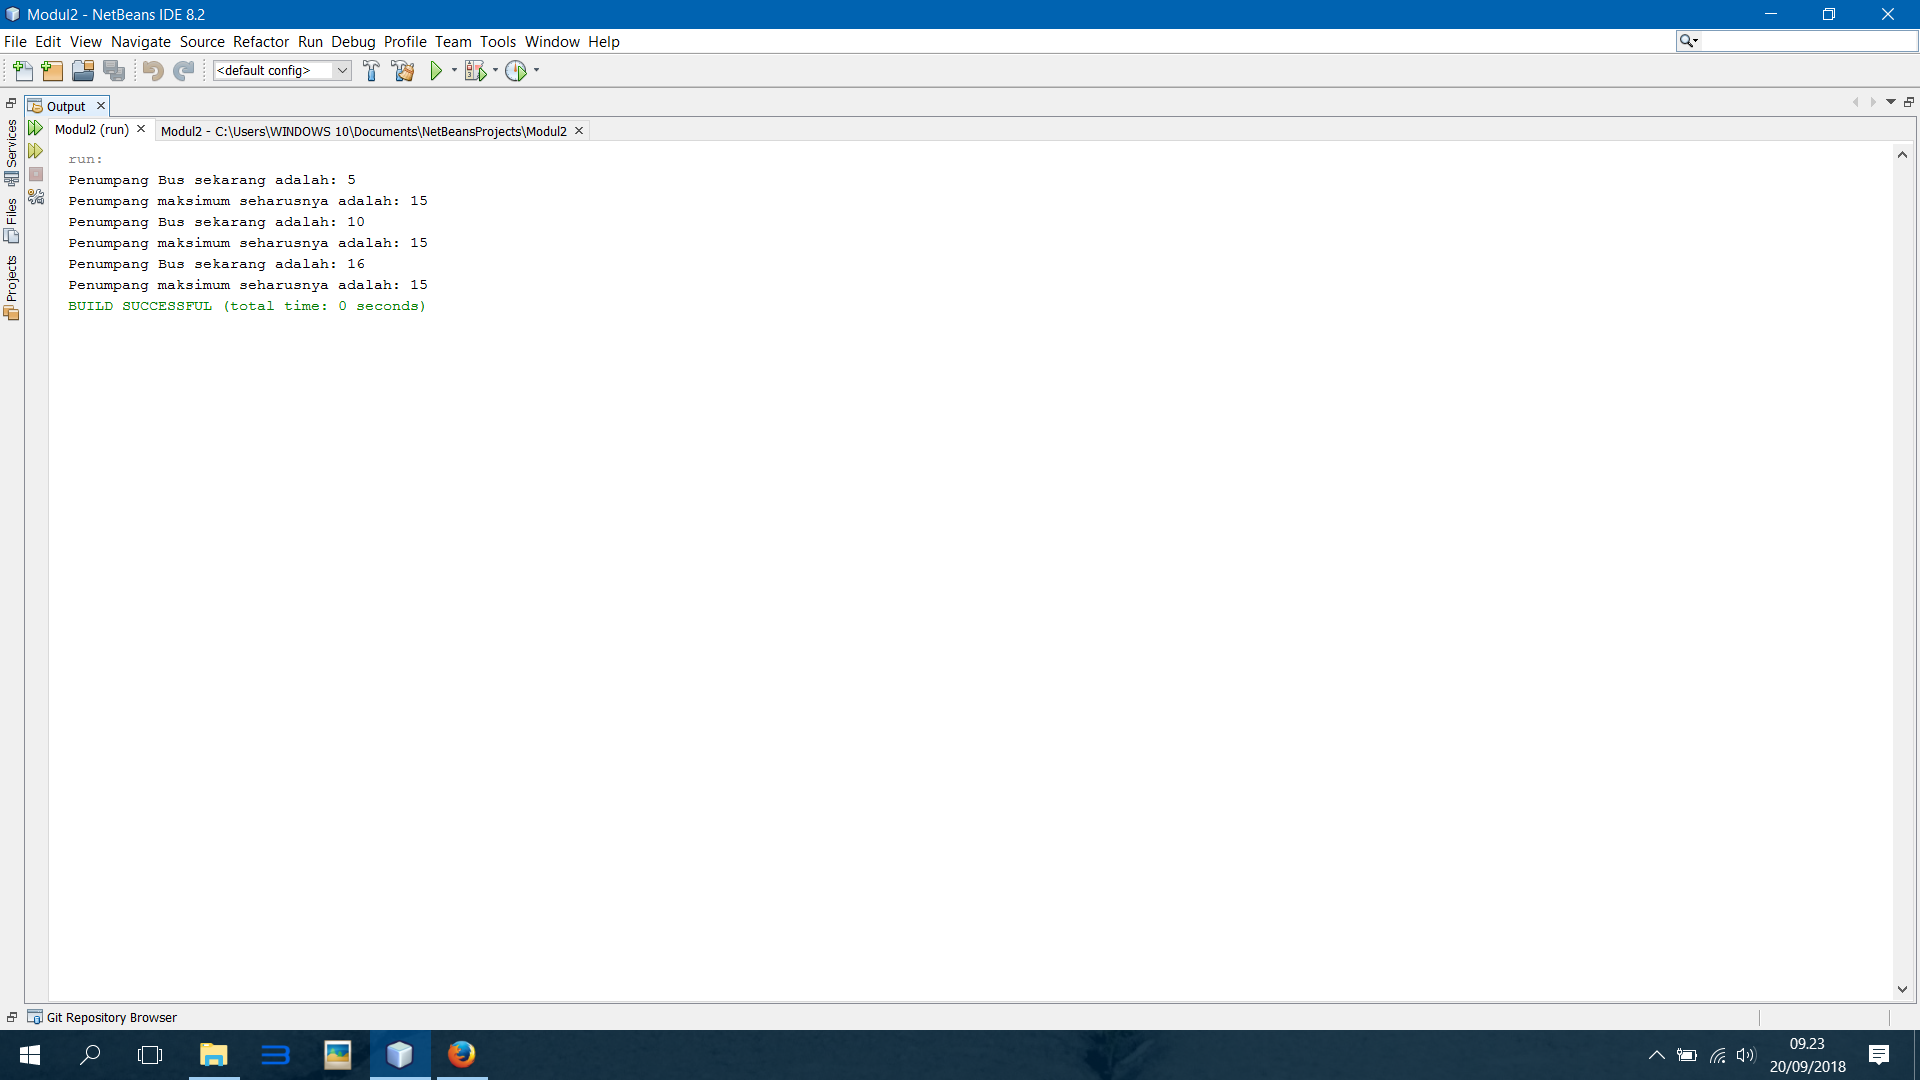 Modul2 - NetBeans IDE 8.2
File Edit View Navigate Source Refactor Run Debug Profile Team Tools Window Help
<default config>
Output
Modul2 (run)
Modul2 - C:\Users\WINDOWS 10\Documents\NetBeansProjects\Modul2
Services
Files
Projects
run:
Penumpang Bus sekarang adalah: 5
Penumpang maksimum seharusnya adalah: 15
Penumpang Bus sekarang adalah: 10
Penumpang maksimum seharusnya adalah: 15
Penumpang Bus sekarang adalah: 16
Penumpang maksimum seharusnya adalah: 15
BUILD SUCCESSFUL (total time: 0 seconds)
Git Repository Browser
09.23
20/09/2018